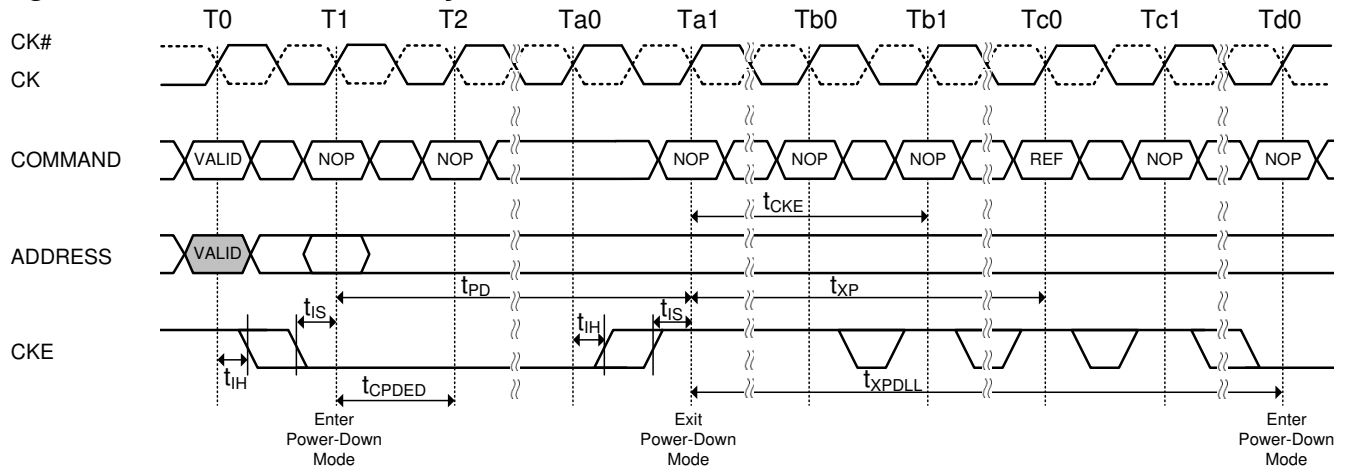 T0 T1 T2 Ta0 Ta1 Tb0 Tb1 Tc0 Tc1 Td0
CK#
CK
COMMAND VALID NOP NOP NOP NOP NOP REF NOP NOP
tCKE
ADDRESS VALID
tPD tXP
tIS tIH tIS
CKE
tIH tCPDED tXPDLL
Enter Power-Down Mode
Exit Power-Down Mode
Enter Power-Down Mode